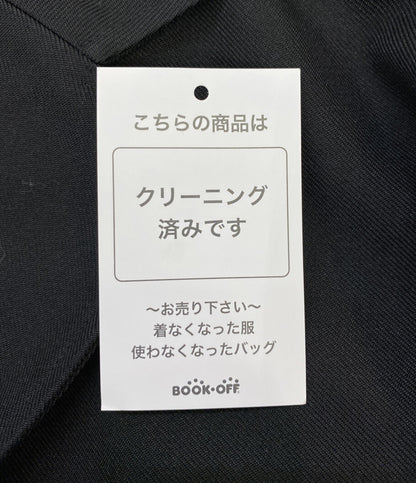 こちらの商品は
クリーニング
済みです
〜お売り下さい〜
着なくなった服
使わなくなったバッグ
BOOK・OFF